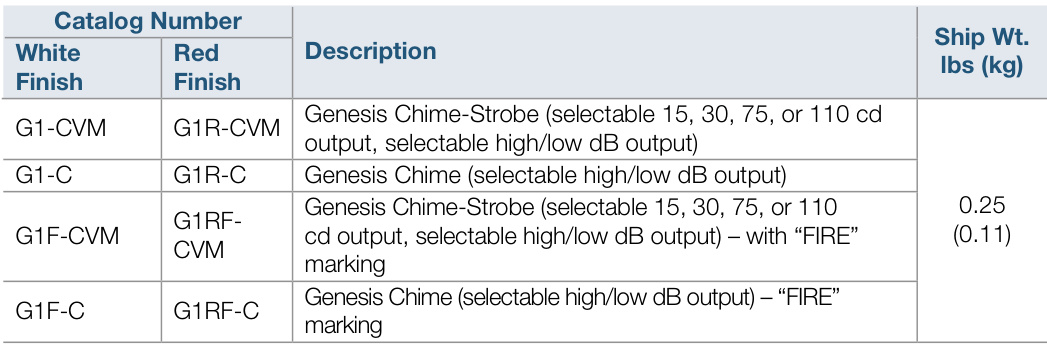 Catalog Number
White
Finish
Red
Finish
Description
Ship Wt.
lbs (kg)
G1-CVM
G1R-CVM
Genesis Chime-Strobe (selectable 15, 30, 75, or 110 cd
output, selectable high/low dB output)
G1-C
G1R-C
Genesis Chime (selectable high/low dB output)
G1F-CVM
G1RF-
CVM
Genesis Chime-Strobe (selectable 15, 30, 75, or 110
cd output, selectable high/low dB output) – with “FIRE”
marking
G1F-C
G1RF-C
Genesis Chime (selectable high/low dB output) – “FIRE”
marking
0.25
(0.11)